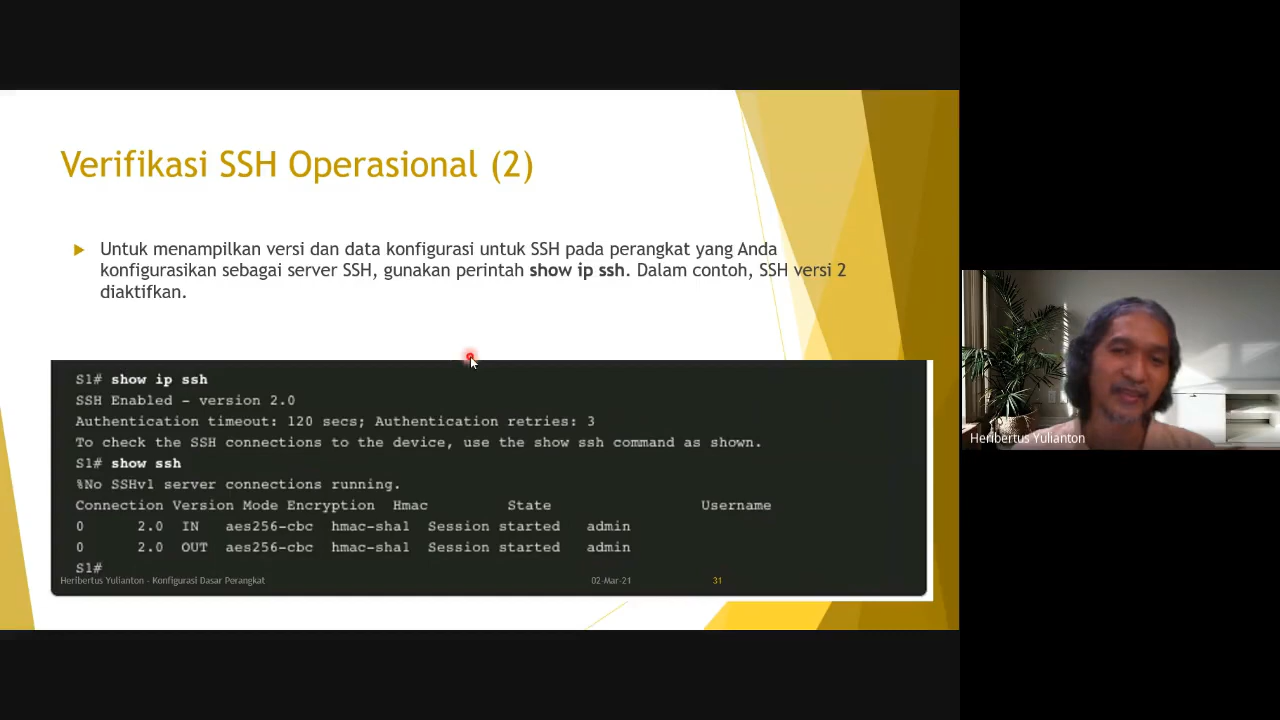 Verifikasi SSH Operasional (2)
Untuk menampilkan versi dan data konfigurasi untuk SSH pada perangkat yang Anda
konfigurasikan sebagai server SSH, gunakan perintah show ip ssh. Dalam contoh, SSH versi 2
diaktifkan.
S1# show ip ssh
SSH Enabled - version 2.0
Authentication timeout: 120 secs; Authentication retries: 3
To check the SSH connections to the device, use the show ssh command as shown.
S1# show ssh
%No SSHv1 server connections running.
Connection Version Mode Encryption Hmac State Username
0 2.0 IN aes256-cbc hmac-sha1 Session started admin
0 2.0 OUT aes256-cbc hmac-sha1 Session started admin
S1#
Heribertus Yulianton - Konfigurasi Dasar Perangkat 02-Mar-21 31
Heribertus Yulianton